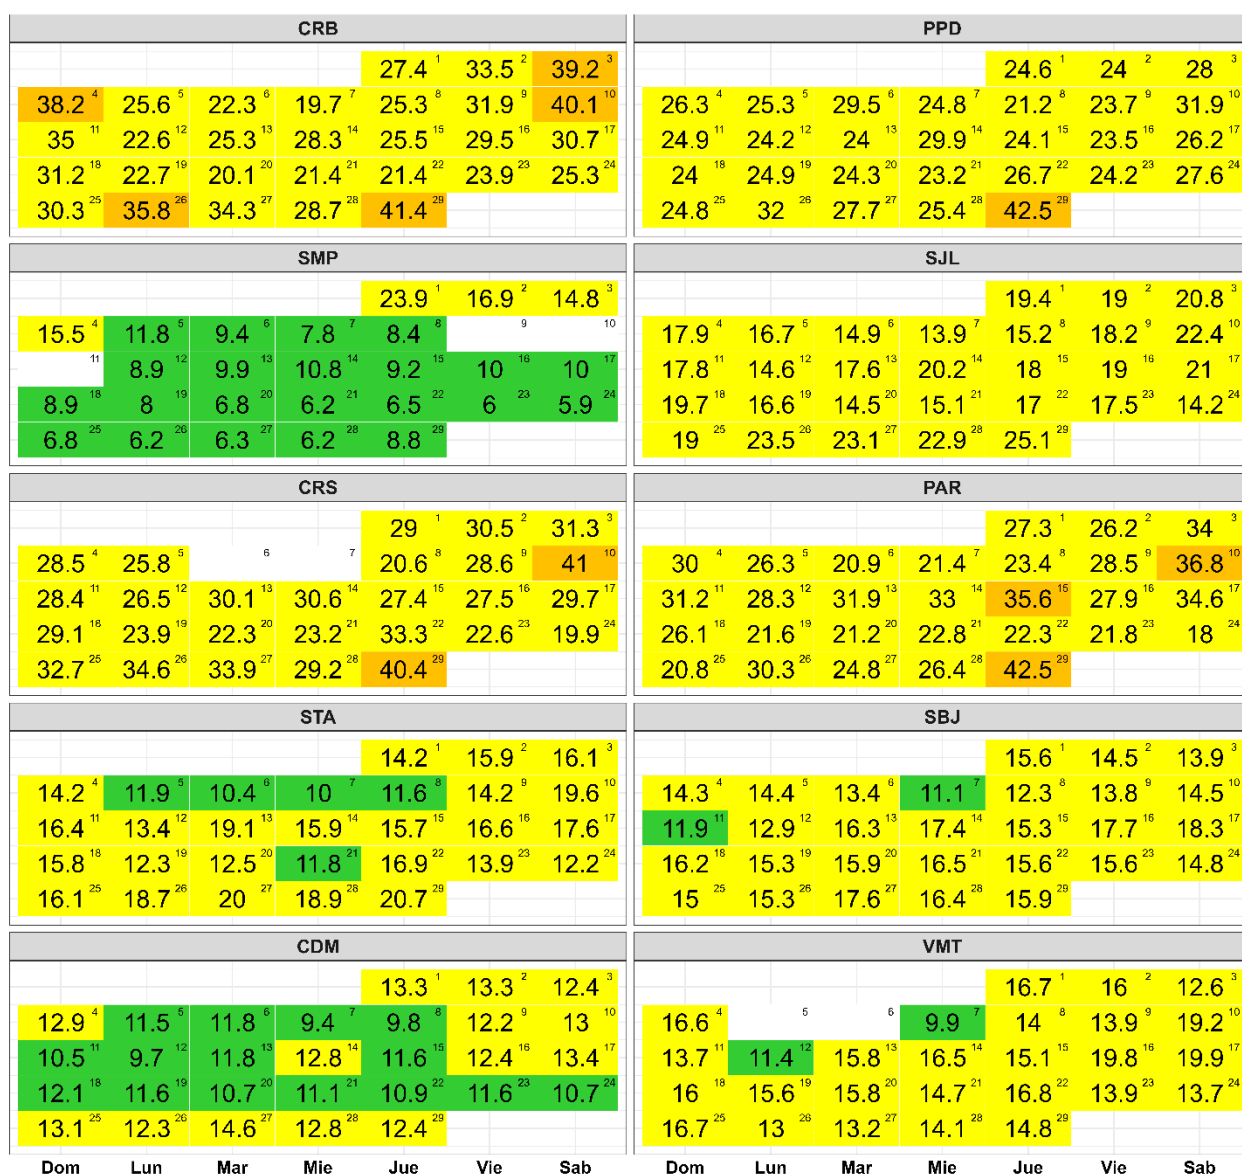 CRB PPD
27.4 1 33.5 2 39.2 3 24.6 1 24 2 28 3
38.2 4 25.6 5 22.3 6 19.7 7 25.3 8 31.9 9 40.1 10 26.3 4 25.3 5 29.5 6 24.8 7 21.2 8 23.7 9 31.9 10
35 11 22.6 12 25.3 13 28.3 14 25.5 15 29.5 16 30.7 17 24.9 11 24.2 12 24 13 29.9 14 24.1 15 23.5 16 26.2 17
31.2 18 22.7 19 20.1 20 21.4 21 21.4 22 23.9 23 25.3 24 24 18 24.9 19 24.3 20 23.2 21 26.7 22 24.2 23 27.6 24
30.3 25 35.8 26 34.3 27 28.7 28 41.4 29 24.8 25 32 26 27.7 27 25.4 28 42.5 29
SMP SJL
23.9 1 16.9 2 14.8 3 19.4 1 19 2 20.8 3
15.5 4 11.8 5 9.4 6 7.8 7 8.4 8 9 10 17.9 4 16.7 5 14.9 6 13.9 7 15.2 8 18.2 9 22.4 10
11 8.9 12 9.9 13 10.8 14 9.2 15 10 16 10 17 17.8 11 14.6 12 17.6 13 20.2 14 18 15 19 16 21 17
8.9 18 8 19 6.8 20 6.2 21 6.5 22 6 23 5.9 24 19.7 18 16.6 19 14.5 20 15.1 21 17 22 17.5 23 14.2 24
6.8 25 6.2 26 6.3 27 6.2 28 8.8 29 19 25 23.5 26 23.1 27 22.9 28 25.1 29
CRS PAR
29 1 30.5 2 31.3 3 27.3 1 26.2 2 34 3
28.5 4 25.8 5 6 7 20.6 8 28.6 9 41 10 30 4 26.3 5 20.9 6 21.4 7 23.4 8 28.5 9 36.8 10
28.4 11 26.5 12 30.1 13 30.6 14 27.4 15 27.5 16 29.7 17 31.2 11 28.3 12 31.9 13 33 14 35.6 15 27.9 16 34.6 17
29.1 18 23.9 19 22.3 20 23.2 21 33.3 22 22.6 23 19.9 24 26.1 18 21.6 19 21.2 20 22.8 21 22.3 22 21.8 23 18 24
32.7 25 34.6 26 33.9 27 29.2 28 40.4 29 20.8 25 30.3 26 24.8 27 26.4 28 42.5 29
STA SBJ
14.2 1 15.9 2 16.1 3 15.6 1 14.5 2 13.9 3
14.2 4 11.9 5 10.4 6 10 7 11.6 8 14.2 9 19.6 10 14.3 4 14.4 5 13.4 6 11.1 7 12.3 8 13.8 9 14.5 10
16.4 11 13.4 12 19.1 13 15.9 14 15.7 15 16.6 16 17.6 17 11.9 11 12.9 12 16.3 13 17.4 14 15.3 15 17.7 16 18.3 17
15.8 18 12.3 19 12.5 20 11.8 21 16.9 22 13.9 23 12.2 24 16.2 18 15.3 19 15.9 20 16.5 21 15.6 22 15.6 23 14.8 24
16.1 25 18.7 26 20 27 18.9 28 20.7 29 15 25 15.3 26 17.6 27 16.4 28 15.9 29
CDM VMT
13.3 1 13.3 2 12.4 3 16.7 1 16 2 12.6 3
12.9 4 11.5 5 11.8 6 9.4 7 9.8 8 12.2 9 13 10 16.6 4 5 6 9.9 7 14 8 13.9 9 19.2 10
10.5 11 9.7 12 11.8 13 12.8 14 11.6 15 12.4 16 13.4 17 13.7 11 11.4 12 15.8 13 16.5 14 15.1 15 19.8 16 19.9 17
12.1 18 11.6 19 10.7 20 11.1 21 10.9 22 11.6 23 10.7 24 16 18 15.6 19 15.8 20 14.7 21 16.8 22 13.9 23 13.7 24
13.1 25 12.3 26 14.6 27 12.8 28 12.4 29 16.7 25 13 26 13.2 27 14.1 28 14.8 29
Dom Lun Mar Mie Jue Vie Sab Dom Lun Mar Mie Jue Vie Sab